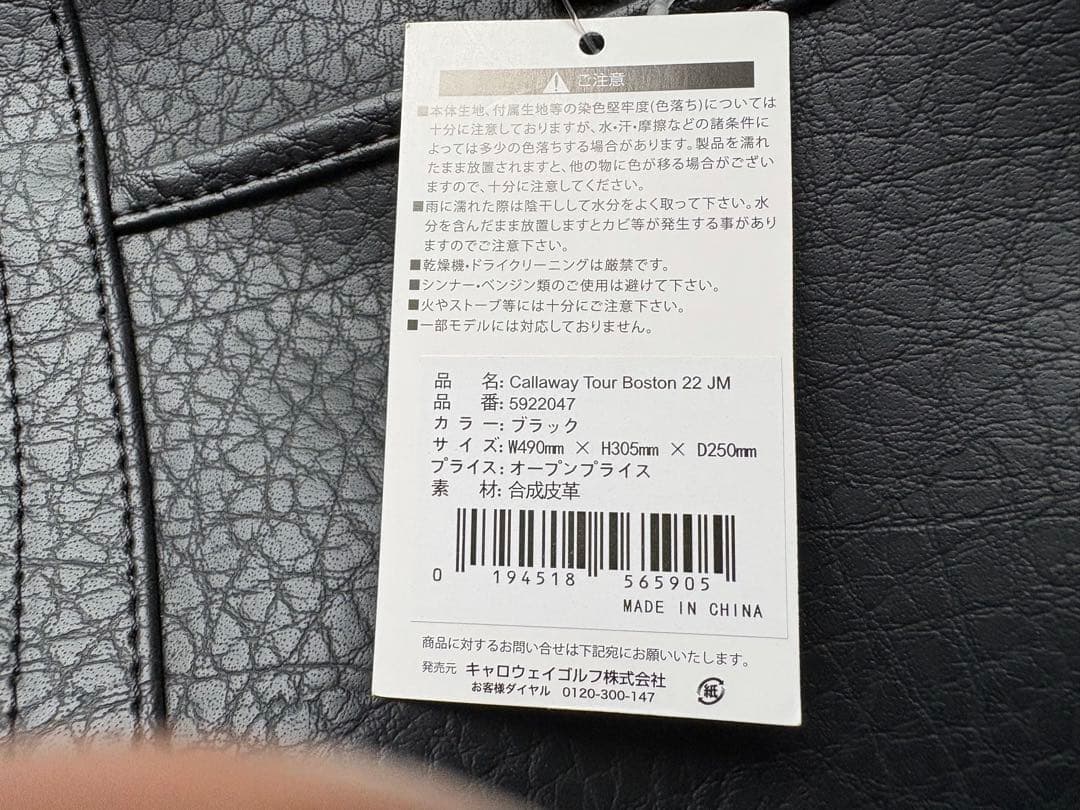 ご注意
■本体生地、付属生地等の染色堅牢度(色落ち)については
十分に注意しておりますが、水・汗・摩擦などの諸条件に
よっては多少の色落ちする場合があります。製品を濡れ
たまま放置されますと、他の物に色が移る場合がござい
ますので、十分に注意してください。
■雨に濡れた際は陰干しして水分をよく取って下さい。水
分を含んだまま放置しますとカビ等が発生する事があり
ますのでご注意下さい。
■乾燥機・ドライクリーニングは厳禁です。
■シンナー・ベンジン類のご使用は避けて下さい。
■火やストーブ等には十分にご注意下さい。
■一部モデルには対応しておりません。
品 名: Callaway Tour Boston 22 JM
品 番: 5922047
カ ラ ー: ブラック
サ イ ズ: W490mm × H305mm × D250mm
プライス: オープンプライス
素 材: 合成皮革
0 194518 565905
MADE IN CHINA
商品に対するお問い合せは下記宛にお願いいたします。
発売元 キャロウェイゴルフ株式会社
お客様ダイヤル 0120-300-147
紙